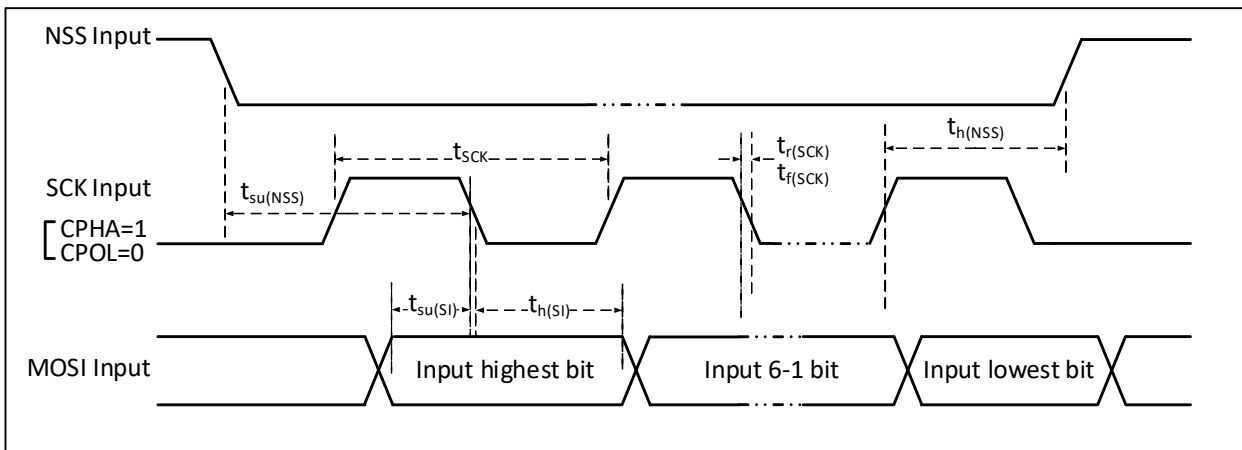 NSS Input
tSCK
th(NSS)
tr(SCK)
tf(SCK)
SCK Input
tsu(NSS)
CPHA=1
CPOL=0
tsu(SI)
th(SI)
MOSI Input
Input highest bit
Input 6-1 bit
Input lowest bit